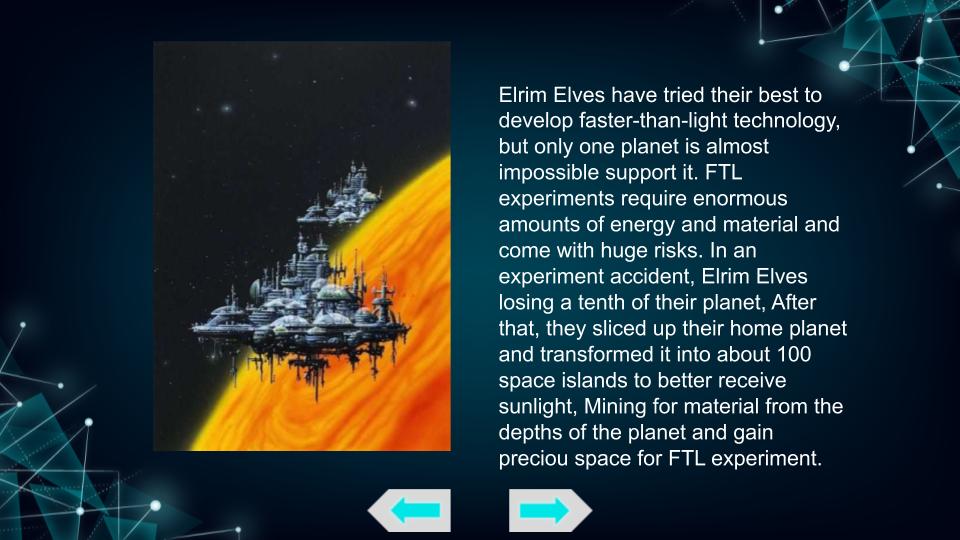 Elrim Elves have tried their best to
develop faster-than-light technology,
but only one planet is almost
impossible support it. FTL
experiments require enormous
amounts of energy and material and
come with huge risks. In an
experiment accident, Elrim Elves
losing a tenth of their planet, After
that, they sliced up their home planet
and transformed it into about 100
space islands to better receive
sunlight, Mining for material from the
depths of the planet and gain
preciou space for FTL experiment.